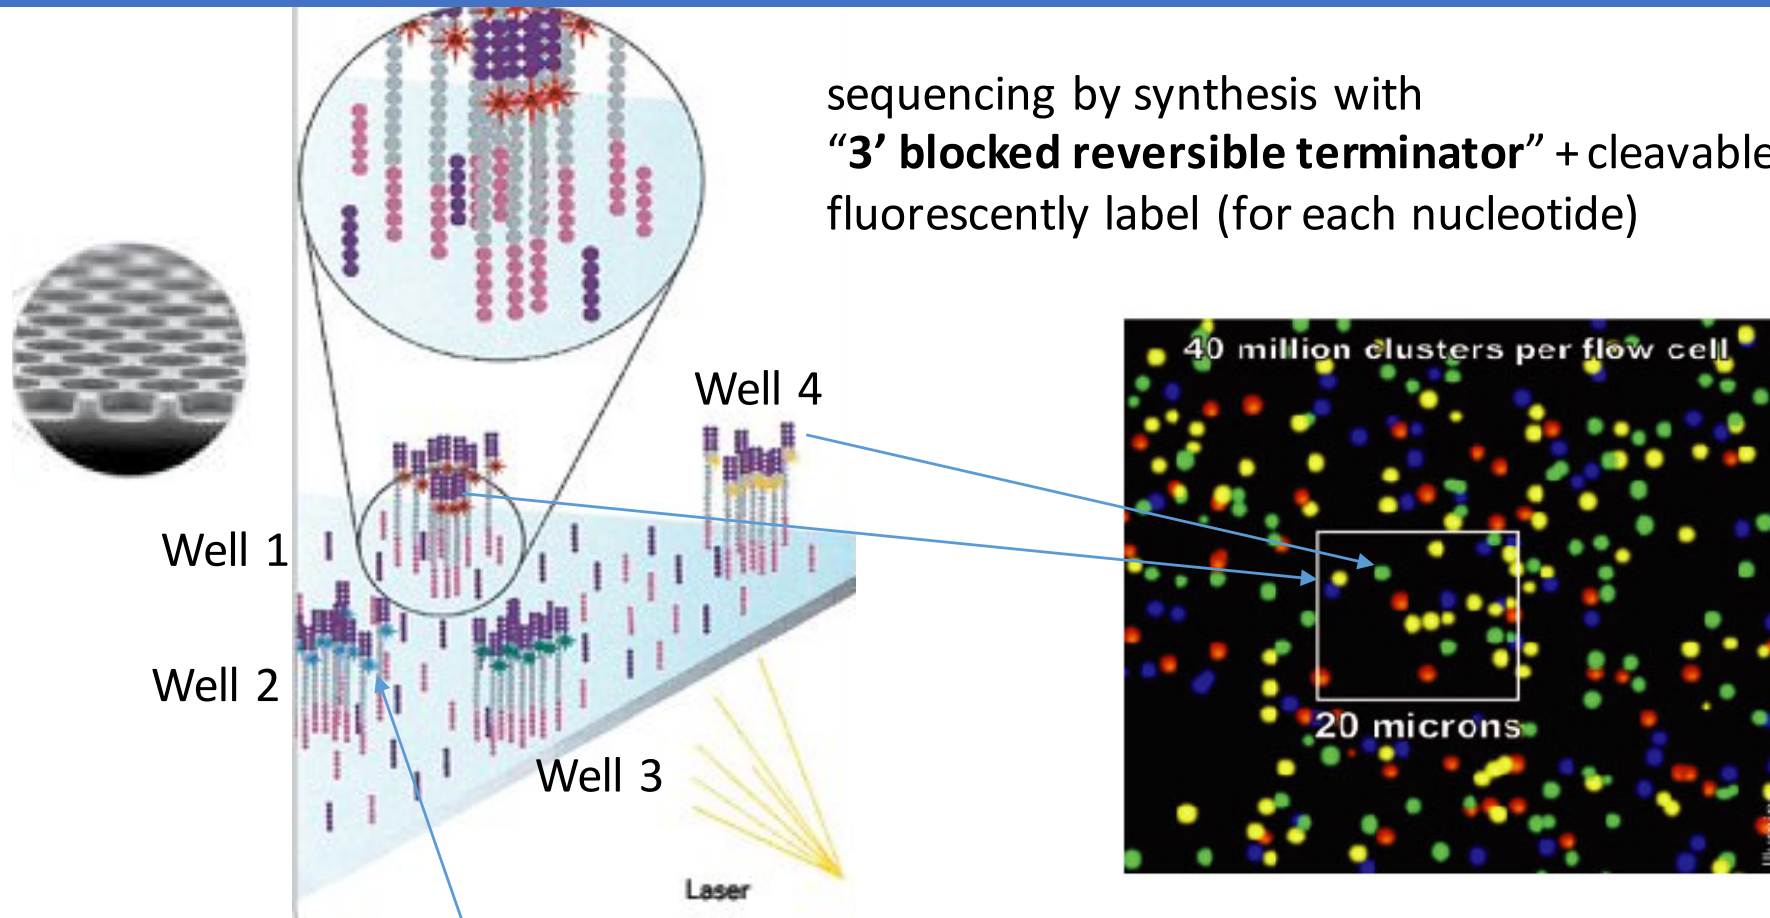 sequencing by synthesis with
“3’ blocked reversible terminator” + cleavable
fluorescently label (for each nucleotide)
Well 4
40 million clusters per flow cell
Well 1
Well 2
20 microns
Well 3
Laser